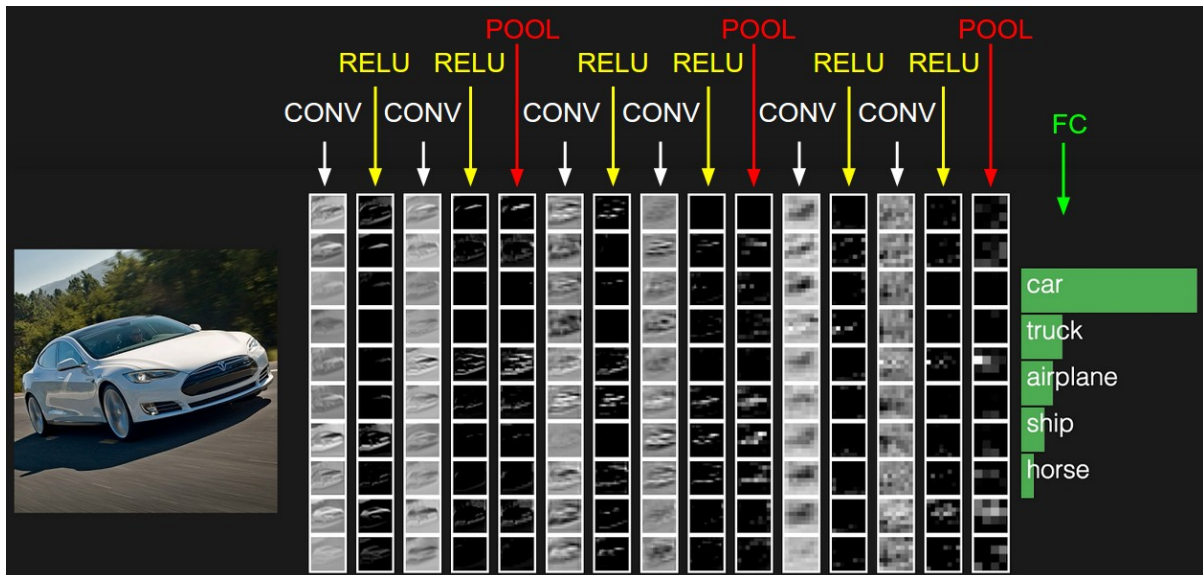 POOL POOL POOL
RELU RELU RELU RELU RELU RELU
CONV CONV CONV CONV CONV CONV
FC
car
truck
airplane
ship
horse